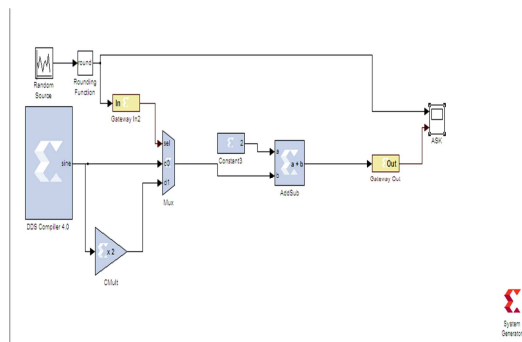 Random
Source
round
Rounding
Function
In
Gateway In2
sine
DDS Compiler 4.0
sel
d0
d1
Mux
x 2
CMult
2
Constant3
a
b
a + b
AddSub
Out
Gateway Out
ASK
System
Generator